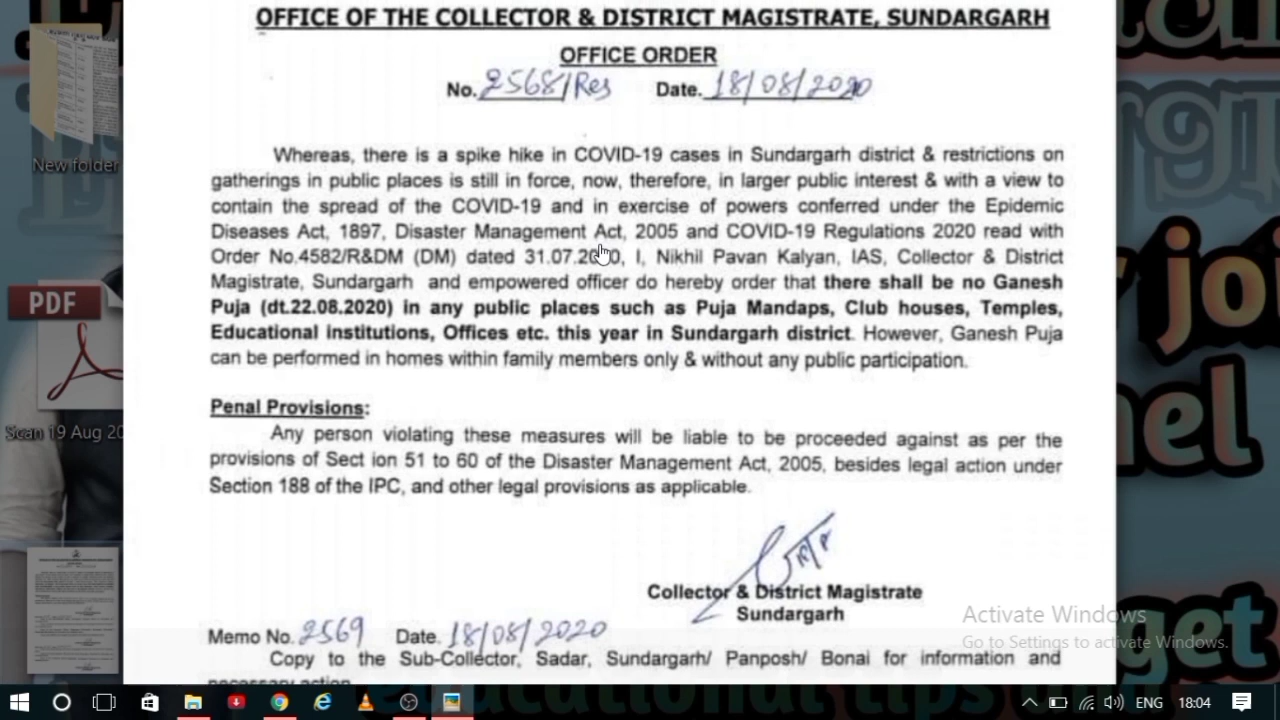 OFFICE OF THE COLLECTOR & DISTRICT MAGISTRATE, SUNDARGARH
OFFICE ORDER
No. 2568/Res Date. 18/08/2020
Whereas, there is a spike hike in COVID-19 cases in Sundargarh district & restrictions on
gatherings in public places is still in force, now, therefore, in larger public interest & with a view to
contain the spread of the COVID-19 and in exercise of powers conferred under the Epidemic
Diseases Act, 1897, Disaster Management Act, 2005 and COVID-19 Regulations 2020 read with
Order No.4582/R&DM (DM) dated 31.07.2020, I, Nikhil Pavan Kalyan, IAS, Collector & District
Magistrate, Sundargarh and empowered officer do hereby order that there shall be no Ganesh
Puja (dt.22.08.2020) in any public places such as Puja Mandaps, Club houses, Temples,
Educational institutions, Offices etc. this year in Sundargarh district. However, Ganesh Puja
can be performed in homes within family members only & without any public participation.
Penal Provisions:
Any person violating these measures will be liable to be proceeded against as per the
provisions of Sect ion 51 to 60 of the Disaster Management Act, 2005, besides legal action under
Section 188 of the IPC, and other legal provisions as applicable.
Collector & District Magistrate
Sundargarh
Memo No. 2569 Date. 18/08/2020
Copy to the Sub-Collector, Sadar, Sundargarh/ Panposh/ Bonai for information and
necessary action
New folder
PDF
Scan 19 Aug 20
Activate Windows
Go to Settings to activate Windows.
joi
nel
get
educational tips
ENG 18:04